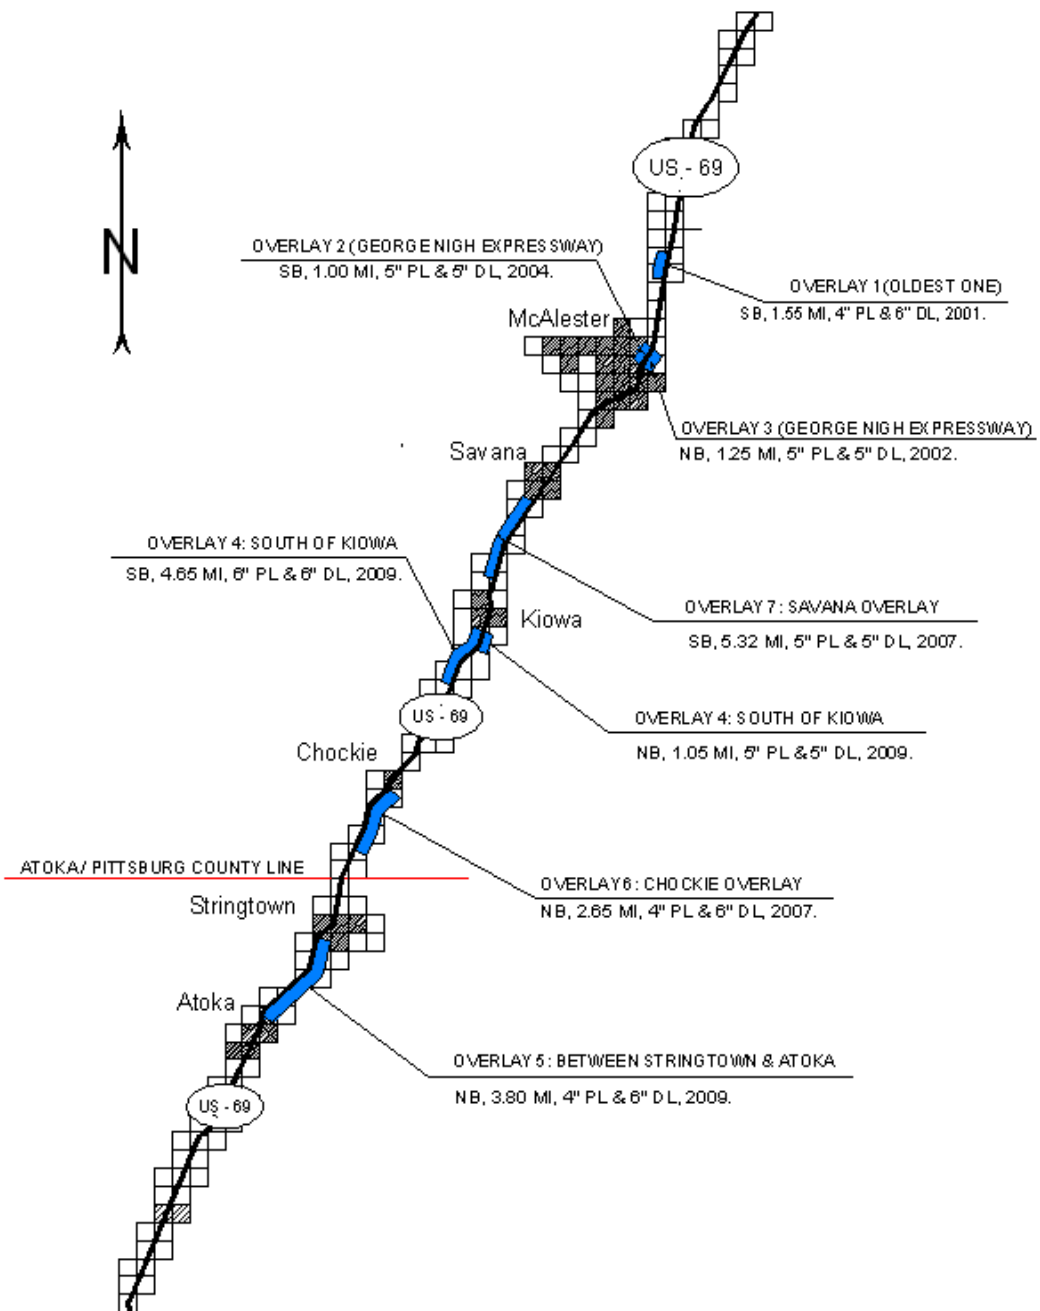 US - 69
N
OVERLAY 2 (GEORGE NIGH EXPRESSWAY)
SB, 1.00 MI, 5" PL & 5" DL, 2004.
OVERLAY 1 (OLDEST ONE)
SB, 1.55 MI, 4" PL & 6" DL, 2001.
McAlester
OVERLAY 3 (GEORGE NIGH EXPRESSWAY)
NB, 1.25 MI, 5" PL & 5" DL, 2002.
Savana
OVERLAY 4: SOUTH OF KIOWA
SB, 4.65 MI, 6" PL & 6" DL, 2009.
OVERLAY 7: SAVANA OVERLAY
SB, 5.32 MI, 5" PL & 5" DL, 2007.
Kiowa
US - 69
OVERLAY 4: SOUTH OF KIOWA
NB, 1.05 MI, 5" PL & 5" DL, 2009.
Chockie
ATOKA/ PITTSBURG COUNTY LINE
OVERLAY 6: CHOCKIE OVERLAY
NB, 2.65 MI, 4" PL & 6" DL, 2007.
Stringtown
Atoka
OVERLAY 5: BETWEEN STRINGTOWN & ATOKA
NB, 3.80 MI, 4" PL & 6" DL, 2009.
US - 69